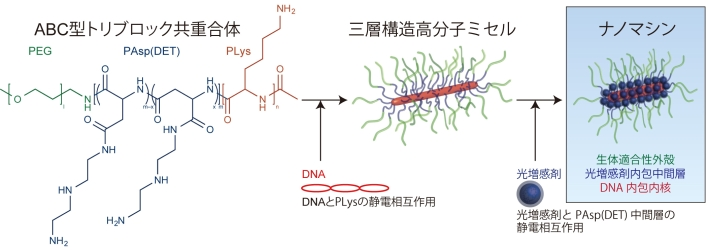 ABC型トリブロック共重合体
PEG
PAsp(DET)
PLys
NH2
O
H
N
O
NH
O
n
O
H
N
m-x
O
x
m
O
N
H
n
O
O
NH
O
NH
NH
NH
NH2
H2N
三層構造高分子ミセル
DNA
DNAとPLysの静電相互作用
光増感剤
光増感剤と PAsp(DET) 中間層の
静電相互作用
ナノマシン
生体適合性外殻
光増感剤内包中間層
DNA 内包内核